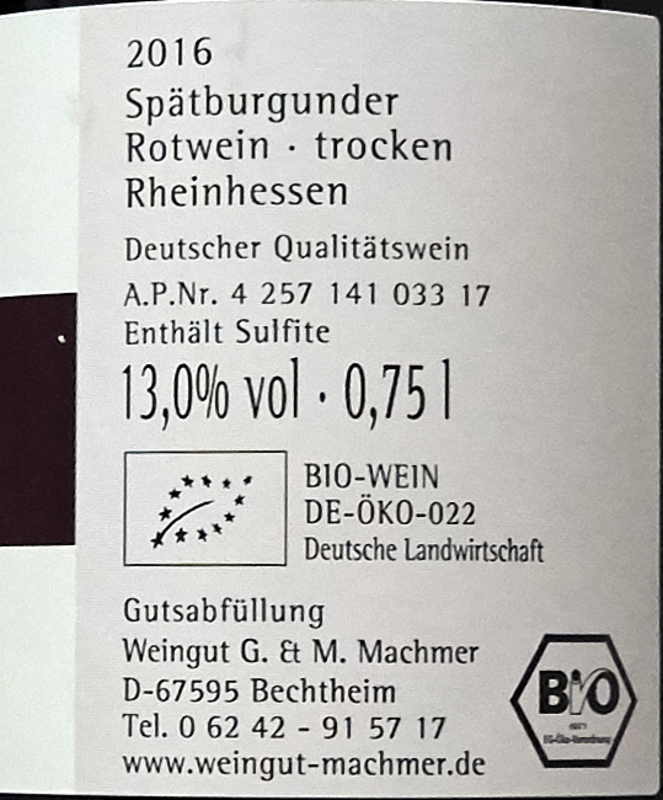 2016
Spätburgunder
Rotwein · trocken
Rheinhessen
Deutscher Qualitätswein
A.P.Nr. 4 257 141 033 17
Enthält Sulfite
13,0% vol · 0,75 l
BIO-WEIN
DE-ÖKO-022
Deutsche Landwirtschaft
Gutsabfüllung
Weingut G. & M. Machmer
D-67595 Bechtheim
Tel. 0 62 42 - 91 57 17
www.weingut-machmer.de
BIO